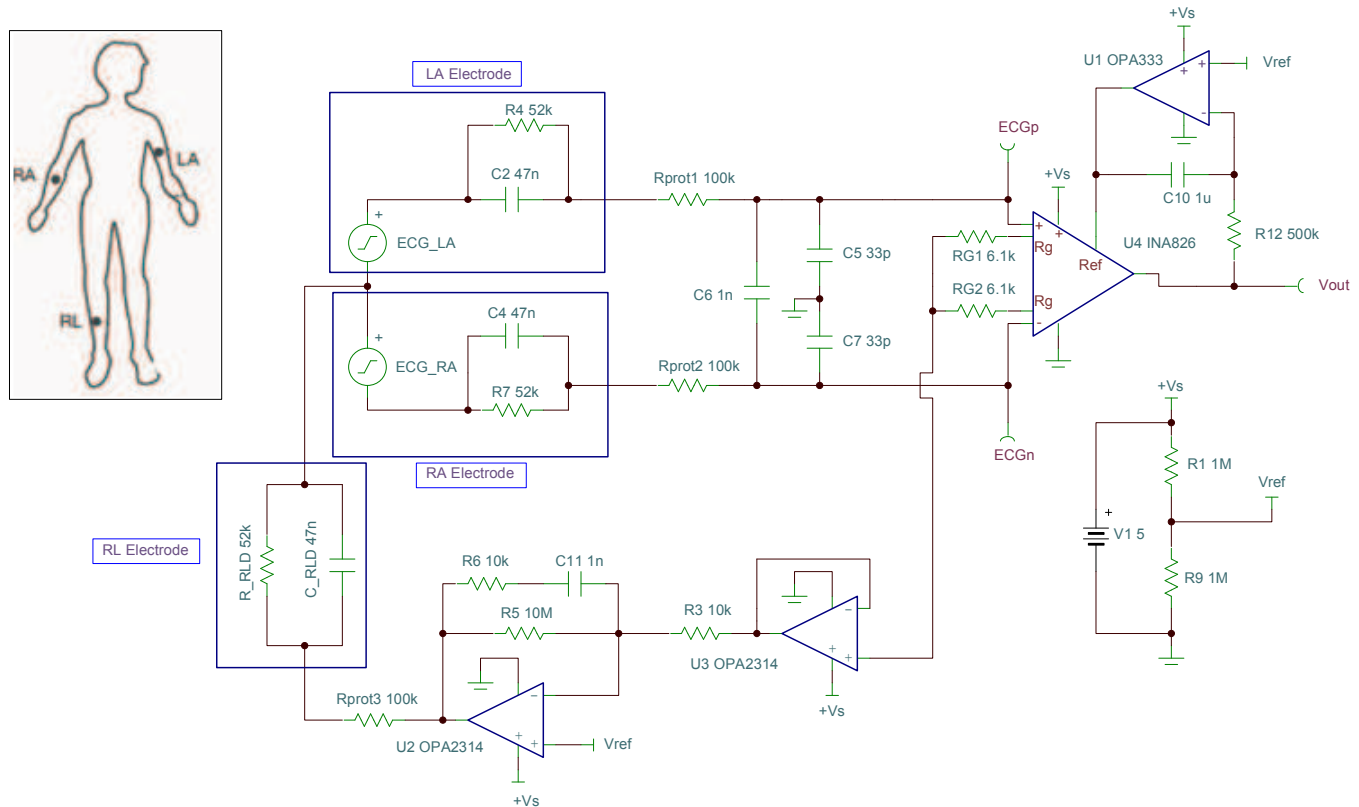 RA
LA
RL
LA Electrode
R4 52k
C2 47n
+
ECG_LA
C4 47n
+
ECG_RA
R7 52k
RA Electrode
RL Electrode
R_RLD 52k
C_RLD 47n
Rprot1 100k
Rprot2 100k
C6 1n
C5 33p
C7 33p
ECGp
ECGn
+Vs
RG1 6.1k
RG2 6.1k
+
+
Rg
Rg
-
Ref
U4 INA826
+Vs
U1 OPA333
+
+
-
Vref
C10 1u
R12 500k
Vout
+Vs
R1 1M
Vref
+
V1 5
R9 1M
R6 10k
C11 1n
R5 10M
R3 10k
-
+
+
U3 OPA2314
+Vs
Rprot3 100k
-
+
+
U2 OPA2314
Vref
+Vs